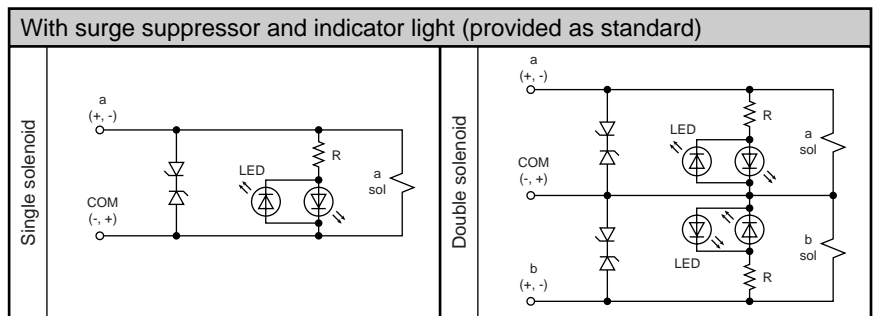 With surge suppressor and indicator light (provided as standard)
Single solenoid
a
(+, -)
COM
(-, +)
LED
R
a
sol
Double solenoid
a
(+, -)
COM
(-, +)
b
(+, -)
LED
R
a
sol
LED
R
b
sol